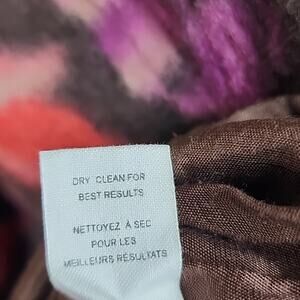 DRY CLEAN FOR
BEST RESULTS
NETTOYEZ À SEC
POUR LES
MEILLEURS RÉSULTATS